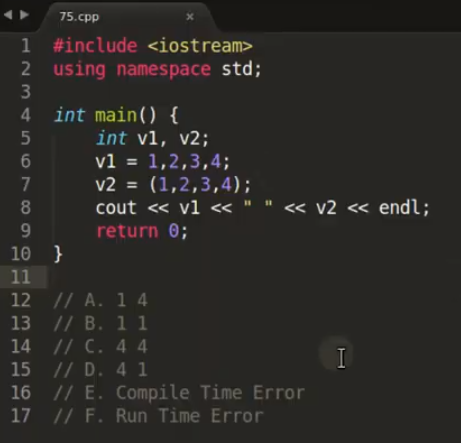 75.cpp
1 #include <iostream>
2 using namespace std;
3
4 int main() {
5     int v1, v2;
6     v1 = 1,2,3,4;
7     v2 = (1,2,3,4);
8     cout << v1 << " " << v2 << endl;
9     return 0;
10 }
11
12 // A. 1 4
13 // B. 1 1
14 // C. 4 4
15 // D. 4 1
16 // E. Compile Time Error
17 // F. Run Time Error